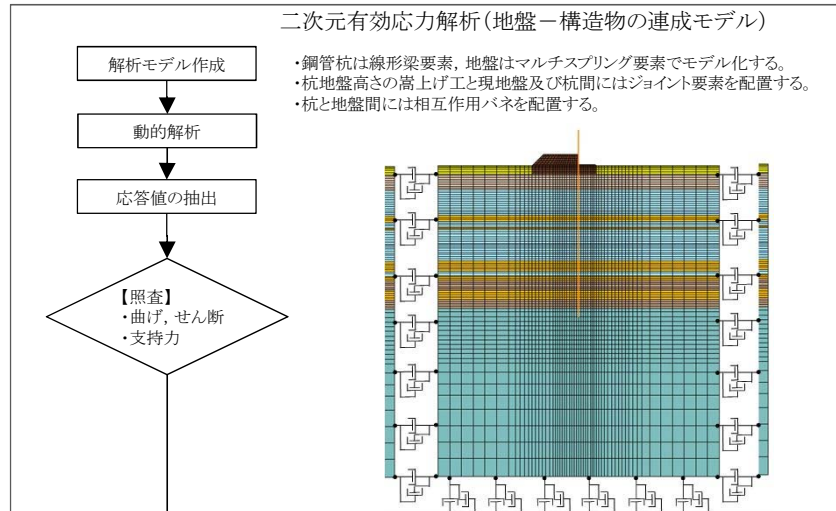 二次元有効応力解析(地盤－構造物の連成モデル)
・鋼管杭は線形梁要素, 地盤はマルチスプリング要素でモデル化する。
・杭地盤高さの嵩上げ工と現地盤及び杭間にはジョイント要素を配置する。
・杭と地盤間には相互作用バネを配置する。
解析モデル作成
動的解析
応答値の抽出
【照査】
・曲げ, せん断
・支持力